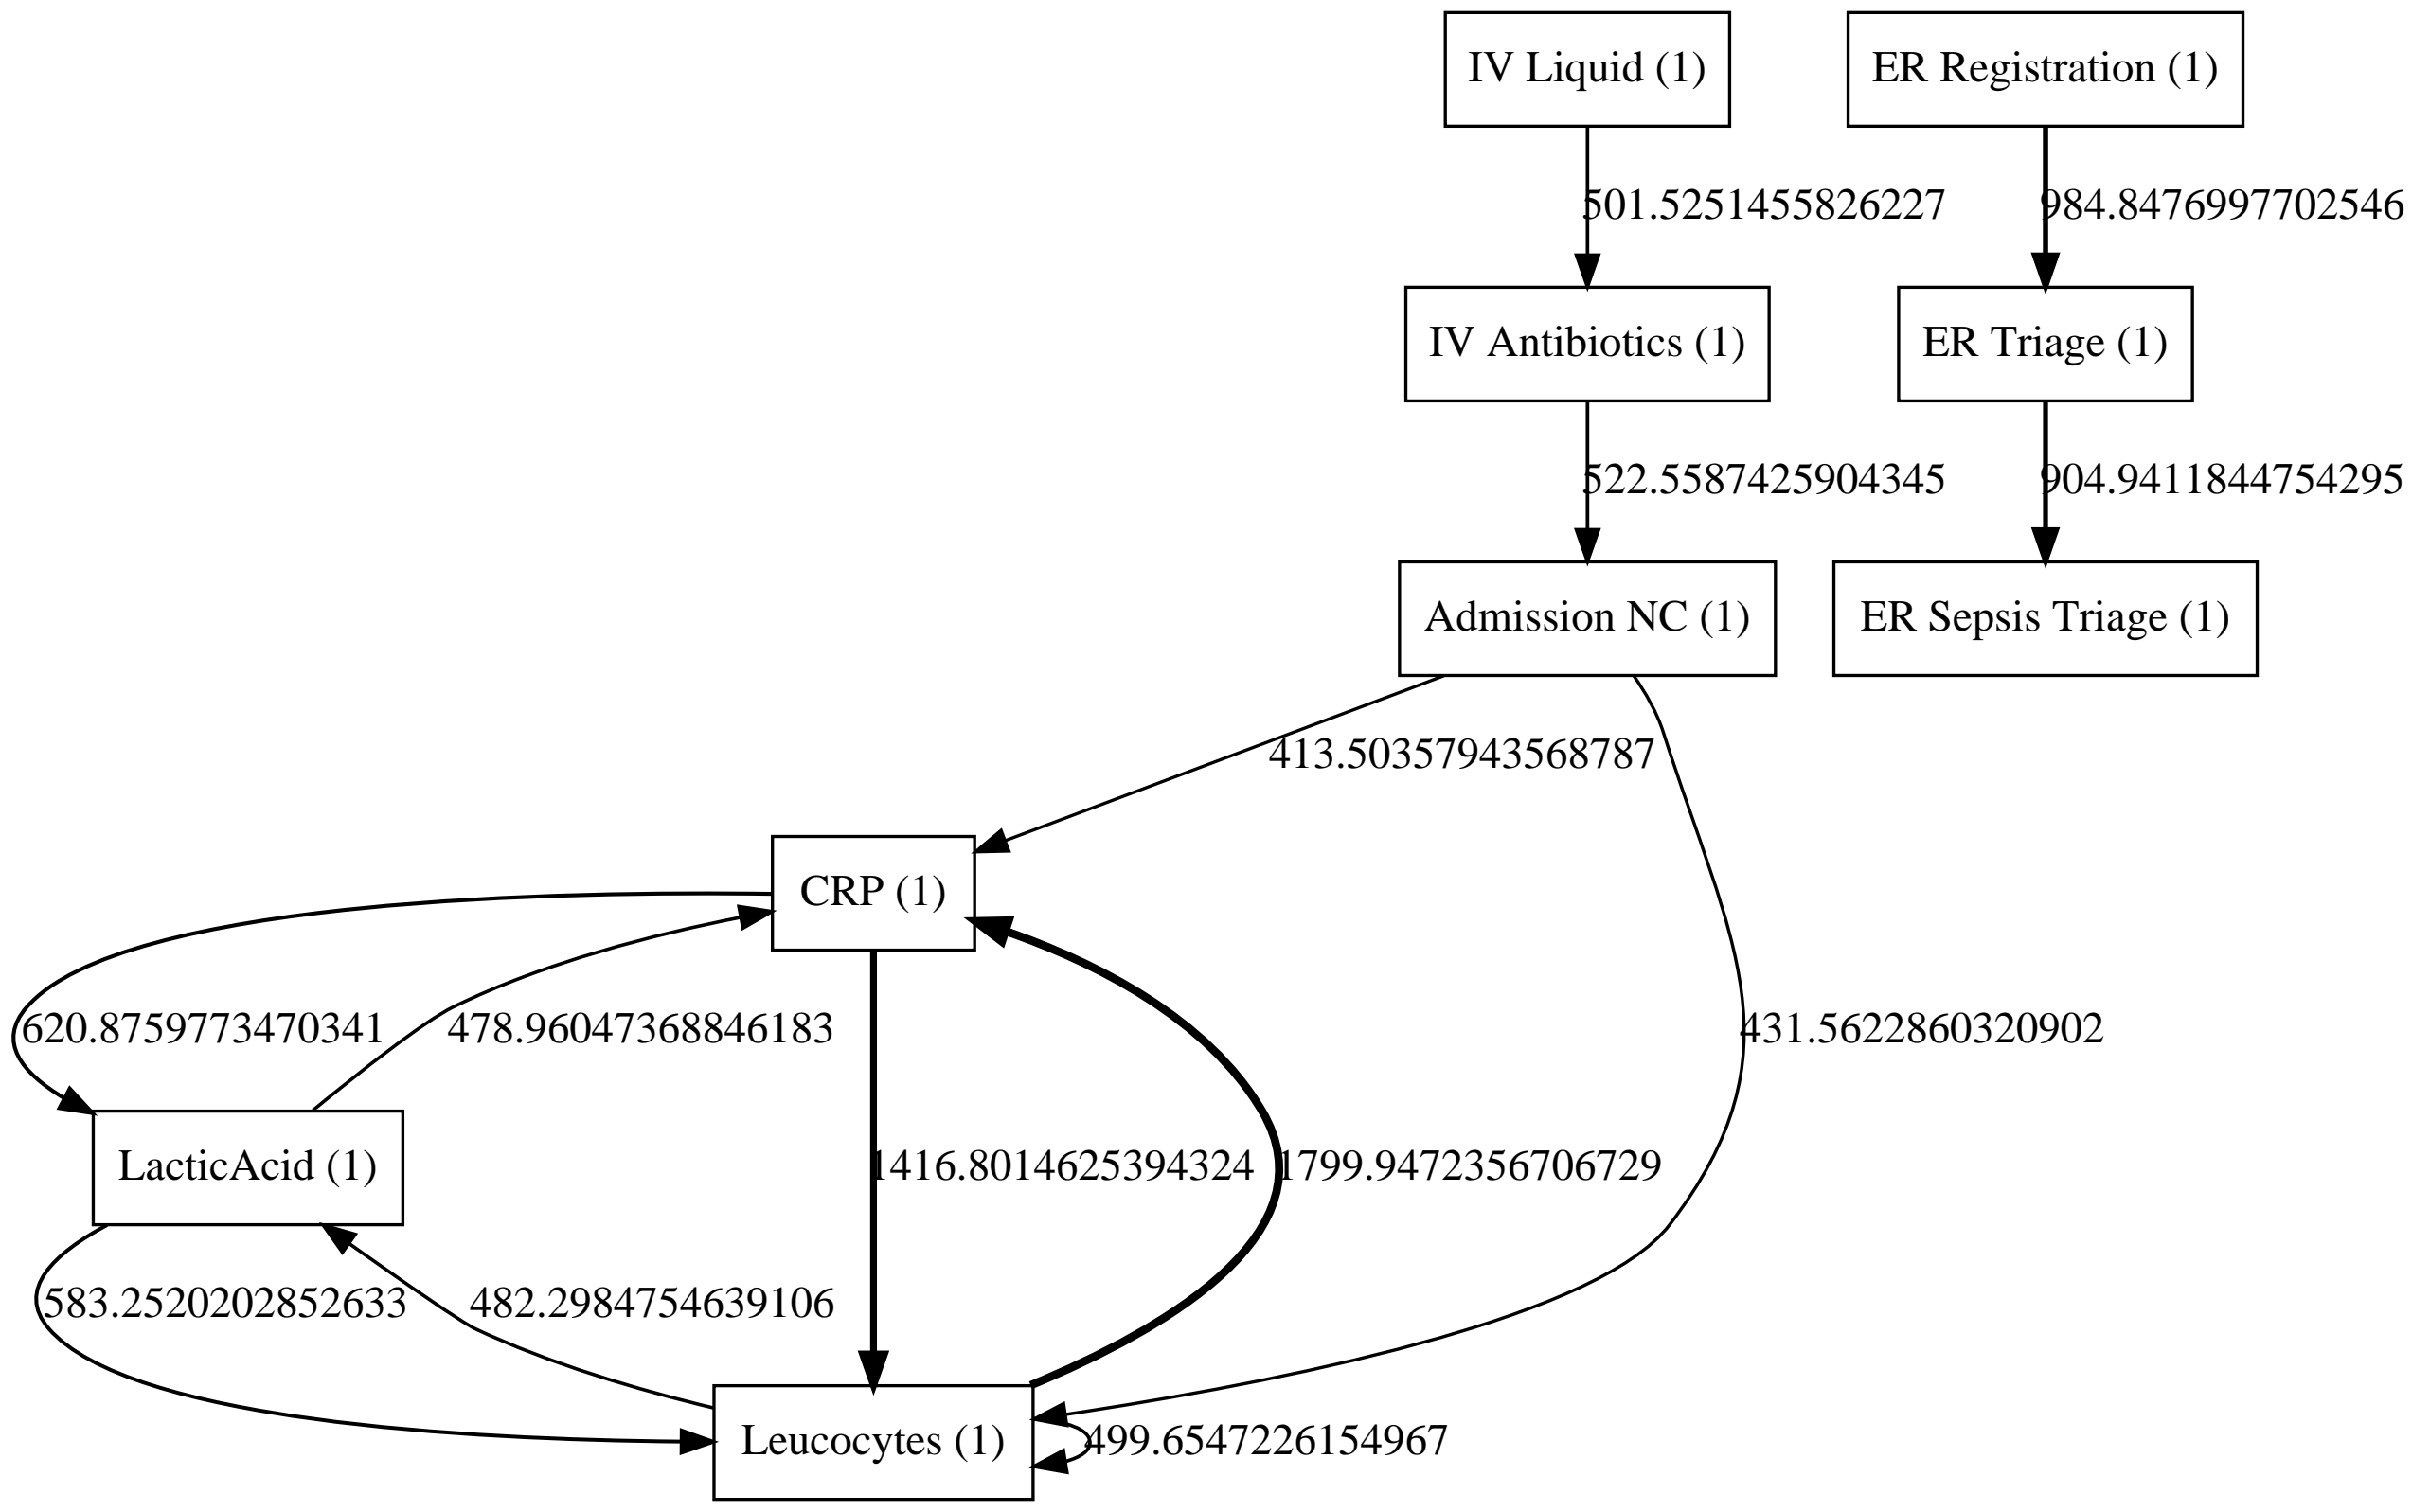 IV Liquid (1)
ER Registration (1)
501.5251455826227
984.8476997702546
IV Antibiotics (1)
ER Triage (1)
522.5587425904345
904.9411844754295
Admission NC (1)
ER Sepsis Triage (1)
413.50357943568787
CRP (1)
620.8759773470341
478.96047368846183
431.5622860320902
LacticAcid (1)
1416.8014625394324
1799.9472356706729
583.2520202852633
482.2984754639106
Leucocytes (1)
499.6547226154967